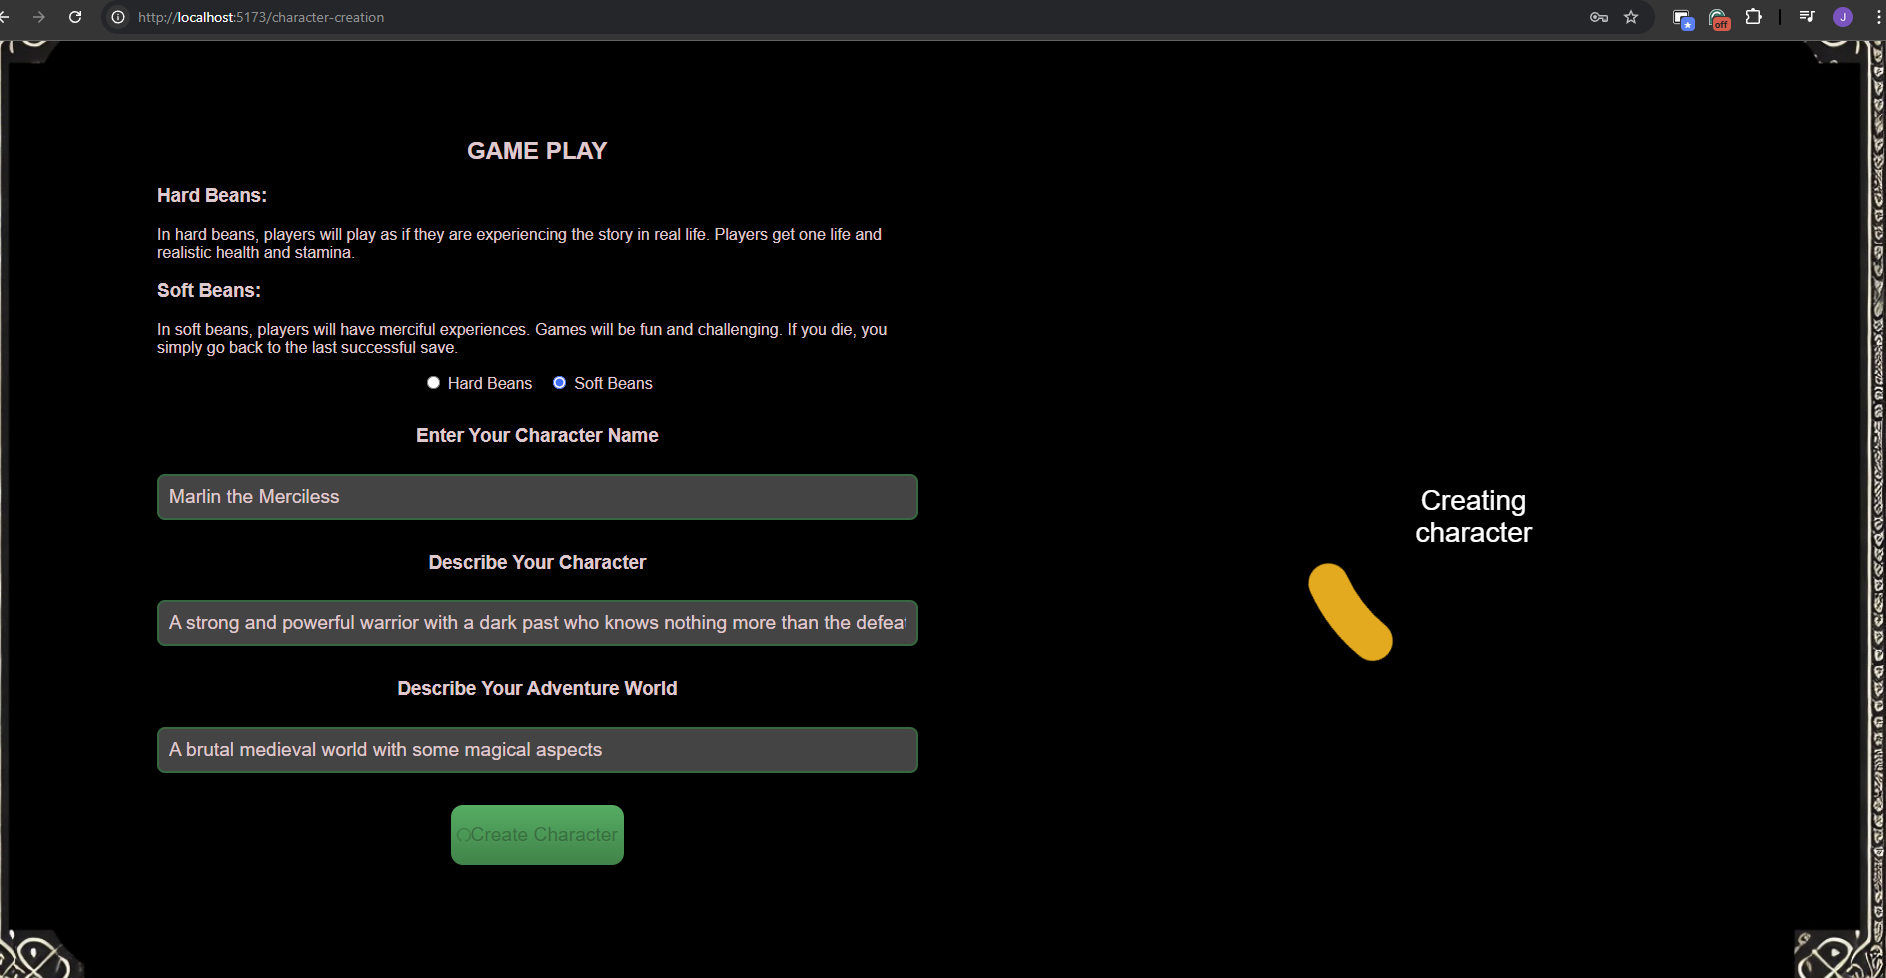 http://localhost:5173/character-creation
off
J
GAME PLAY
Hard Beans:
In hard beans, players will play as if they are experiencing the story in real life. Players get one life and
realistic health and stamina.
Soft Beans:
In soft beans, players will have merciful experiences. Games will be fun and challenging. If you die, you
simply go back to the last successful save.
Hard Beans Soft Beans
Enter Your Character Name
Marlin the Merciless
Describe Your Character
A strong and powerful warrior with a dark past who knows nothing more than the defea
Describe Your Adventure World
A brutal medieval world with some magical aspects
Create Character
Creating
character